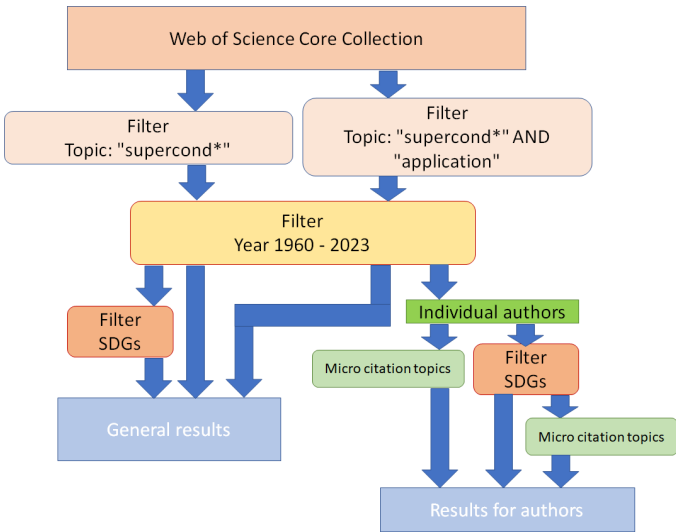 Web of Science Core Collection
Filter
Topic: "supercond*"
Filter
Topic: "supercond*" AND
"application"
Filter
Year 1960 - 2023
Filter
SDGs
Individual authors
Micro citation topics
Filter
SDGs
General results
Micro citation topics
Results for authors